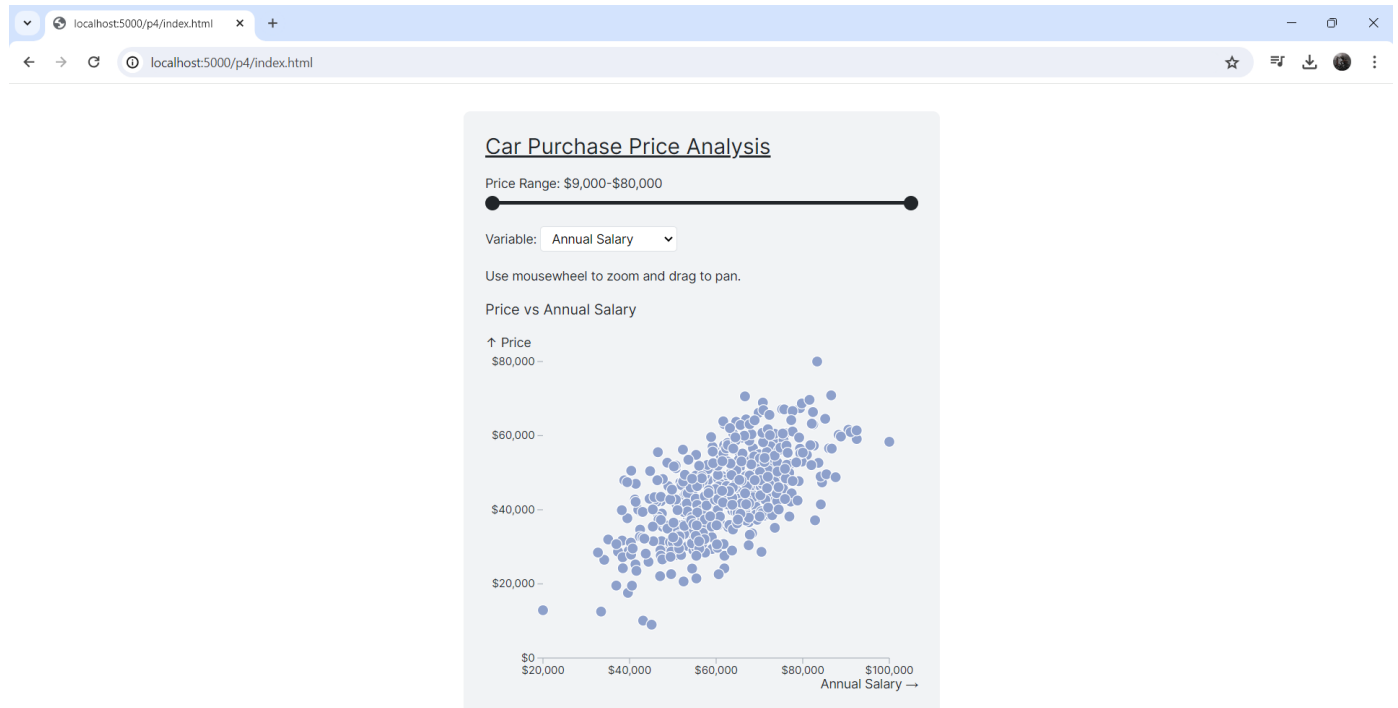 localhost:5000/p4/index.html
localhost:5000/p4/index.html
Car Purchase Price Analysis
Price Range: $9,000-$80,000
Variable: Annual Salary
Use mousewheel to zoom and drag to pan.
Price vs Annual Salary
↑ Price
$80,000
$60,000
$40,000
$20,000
$0
$20,000 $40,000 $60,000 $80,000 $100,000
Annual Salary →